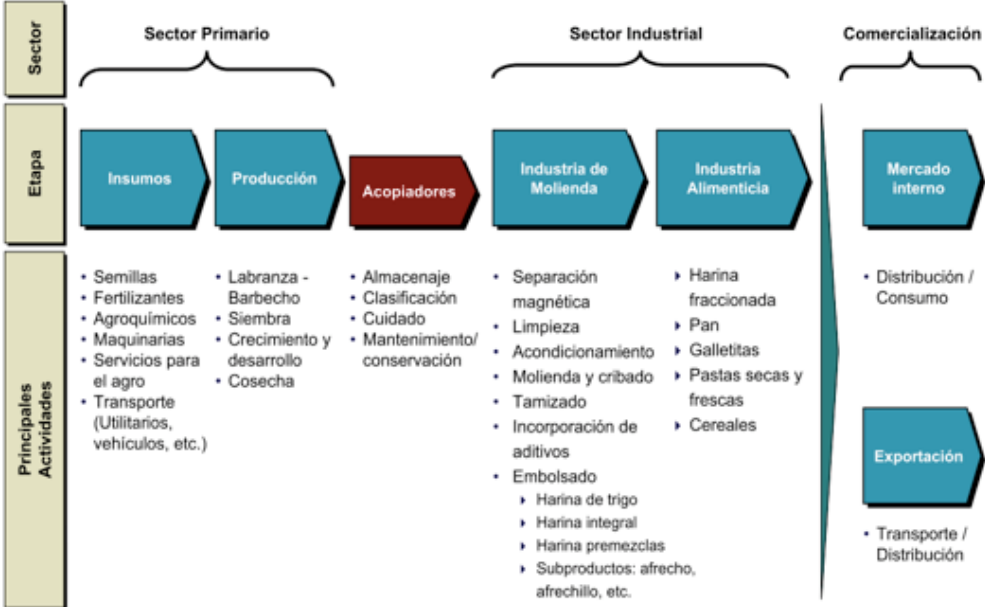 Sector
Sector Primario
Sector Industrial
Comercialización
Etapa
Insumos
Producción
Acopiadores
Industria de
Molienda
Industria
Alimenticia
Mercado
interno
Principales
Actividades
• Semillas
• Fertilizantes
• Agroquímicos
• Maquinarias
• Servicios para
el agro
• Transporte
(Utilitarios,
vehículos, etc.)
• Labranza -
Barbecho
• Siembra
• Crecimiento y
desarrollo
• Cosecha
• Almacenaje
• Clasificación
• Cuidado
• Mantenimiento/
conservación
• Separación
magnética
• Limpieza
• Acondicionamiento
• Molienda y cribado
• Tamizado
• Incorporación de
aditivos
• Embolsado
Harina de trigo
Harina integral
Harina premezclas
Subproductos: afrecho,
afrechillo, etc.
Harina
fraccionada
Pan
Galletitas
Pastas secas y
frescas
Cereales
• Distribución /
Consumo
Exportación
• Transporte /
Distribución